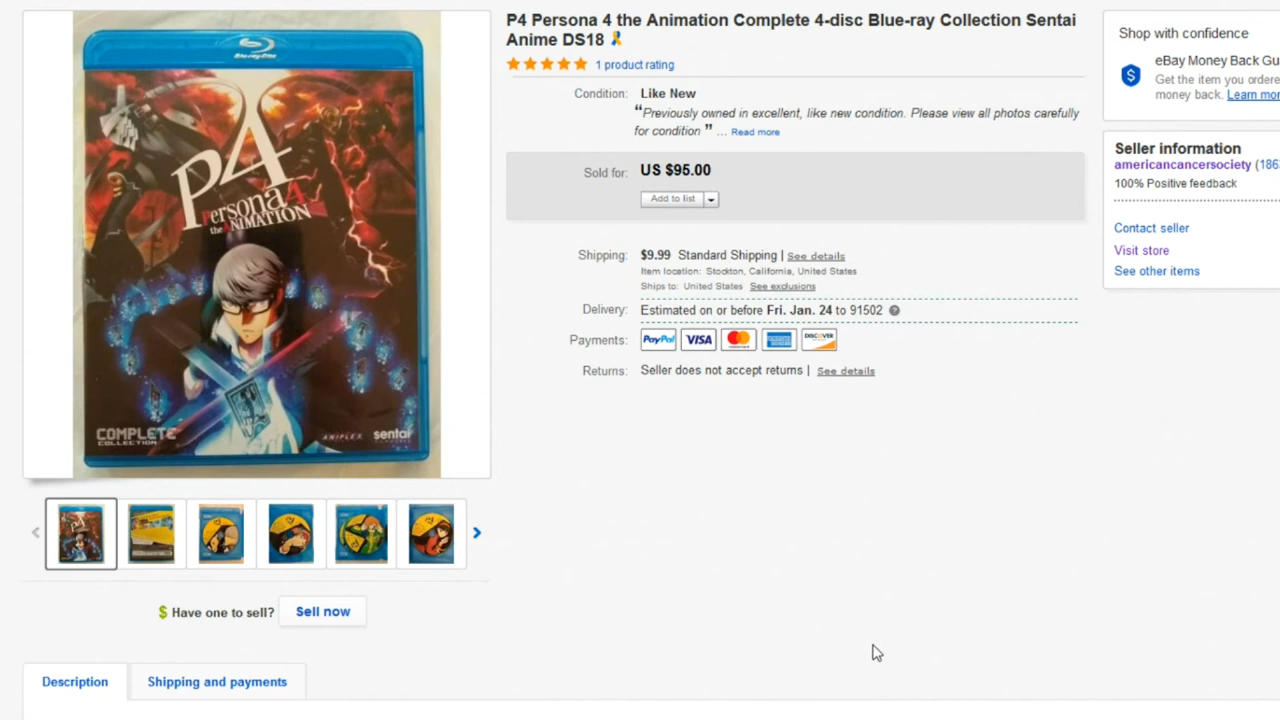 P4 Persona 4 the Animation Complete 4-disc Blue-ray Collection Sentai
Anime DS18
1 product rating
Condition: Like New
“Previously owned in excellent, like new condition. Please view all photos carefully
for condition ” ... Read more
Sold for: US $95.00
Add to list
Shipping: $9.99 Standard Shipping | See details
Item location: Stockton, California, United States
Ships to: United States See exclusions
Delivery: Estimated on or before Fri. Jan. 24 to 91502 ?
Payments: PayPal VISA DISCOVER
Returns: Seller does not accept returns | See details
Shop with confidence
$ eBay Money Back Gu
Get the item you ordere
money back. Learn mor
Seller information
americancancersociety (186
100% Positive feedback
Contact seller
Visit store
See other items
Blu-ray Disc
P4
Persona 4
the ANIMATION
COMPLETE
COLLECTION
ANIPLEX
sentai
$ Have one to sell? Sell now
Description
Shipping and payments